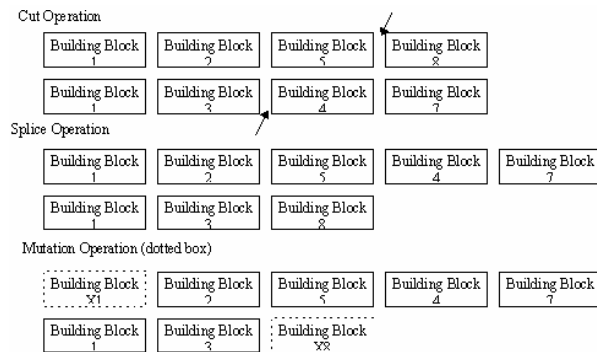 Cut Operation
Building Block Building Block Building Block Building Block
1 2 5 8
Building Block Building Block Building Block Building Block
1 3 4 7
Splice Operation
Building Block Building Block Building Block Building Block Building Block
1 2 5 4 7
Building Block Building Block Building Block
1 3 8
Mutation Operation (dotted box)
Building Block Building Block Building Block Building Block Building Block
X1 2 5 4 7
Building Block Building Block Building Block
1 3 X8